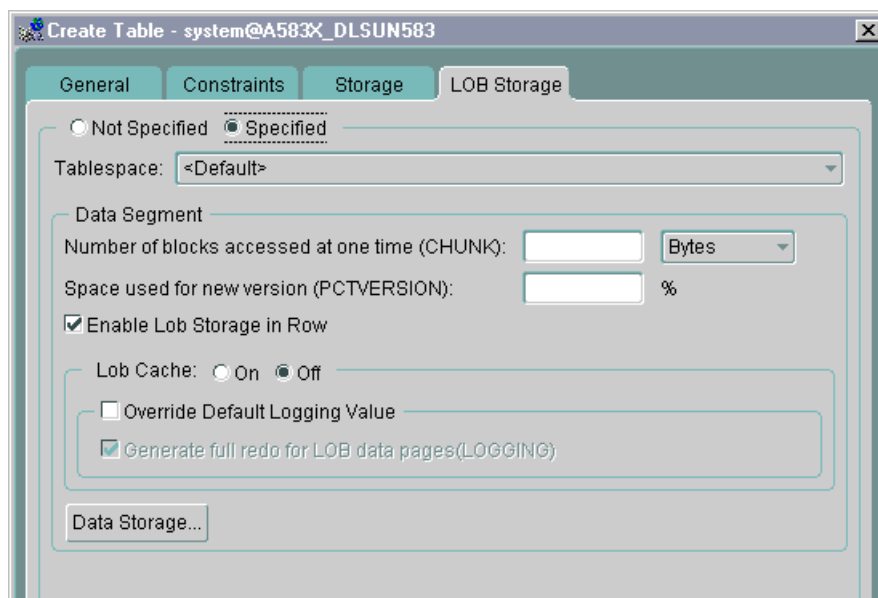 Create Table - system@A583X_DLSUN583
General Constraints Storage LOB Storage
Not Specified Specified
Tablespace: <Default>
Data Segment
Number of blocks accessed at one time (CHUNK): Bytes
Space used for new version (PCTVERSION): %
Enable Lob Storage in Row
Lob Cache: On Off
Override Default Logging Value
Generate full redo for LOB data pages(LOGGING)
Data Storage...